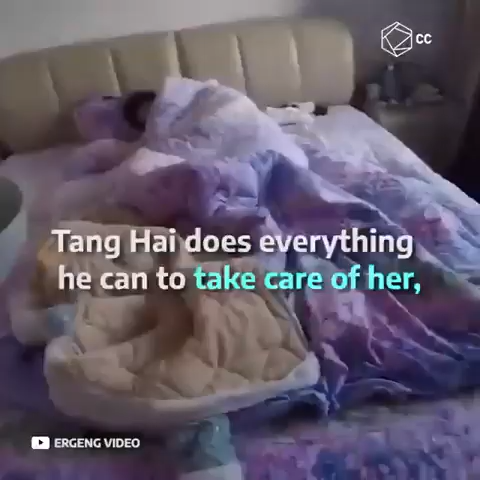 CC
Tang Hai does everything
he can to take care of her,
ERGENG VIDEO